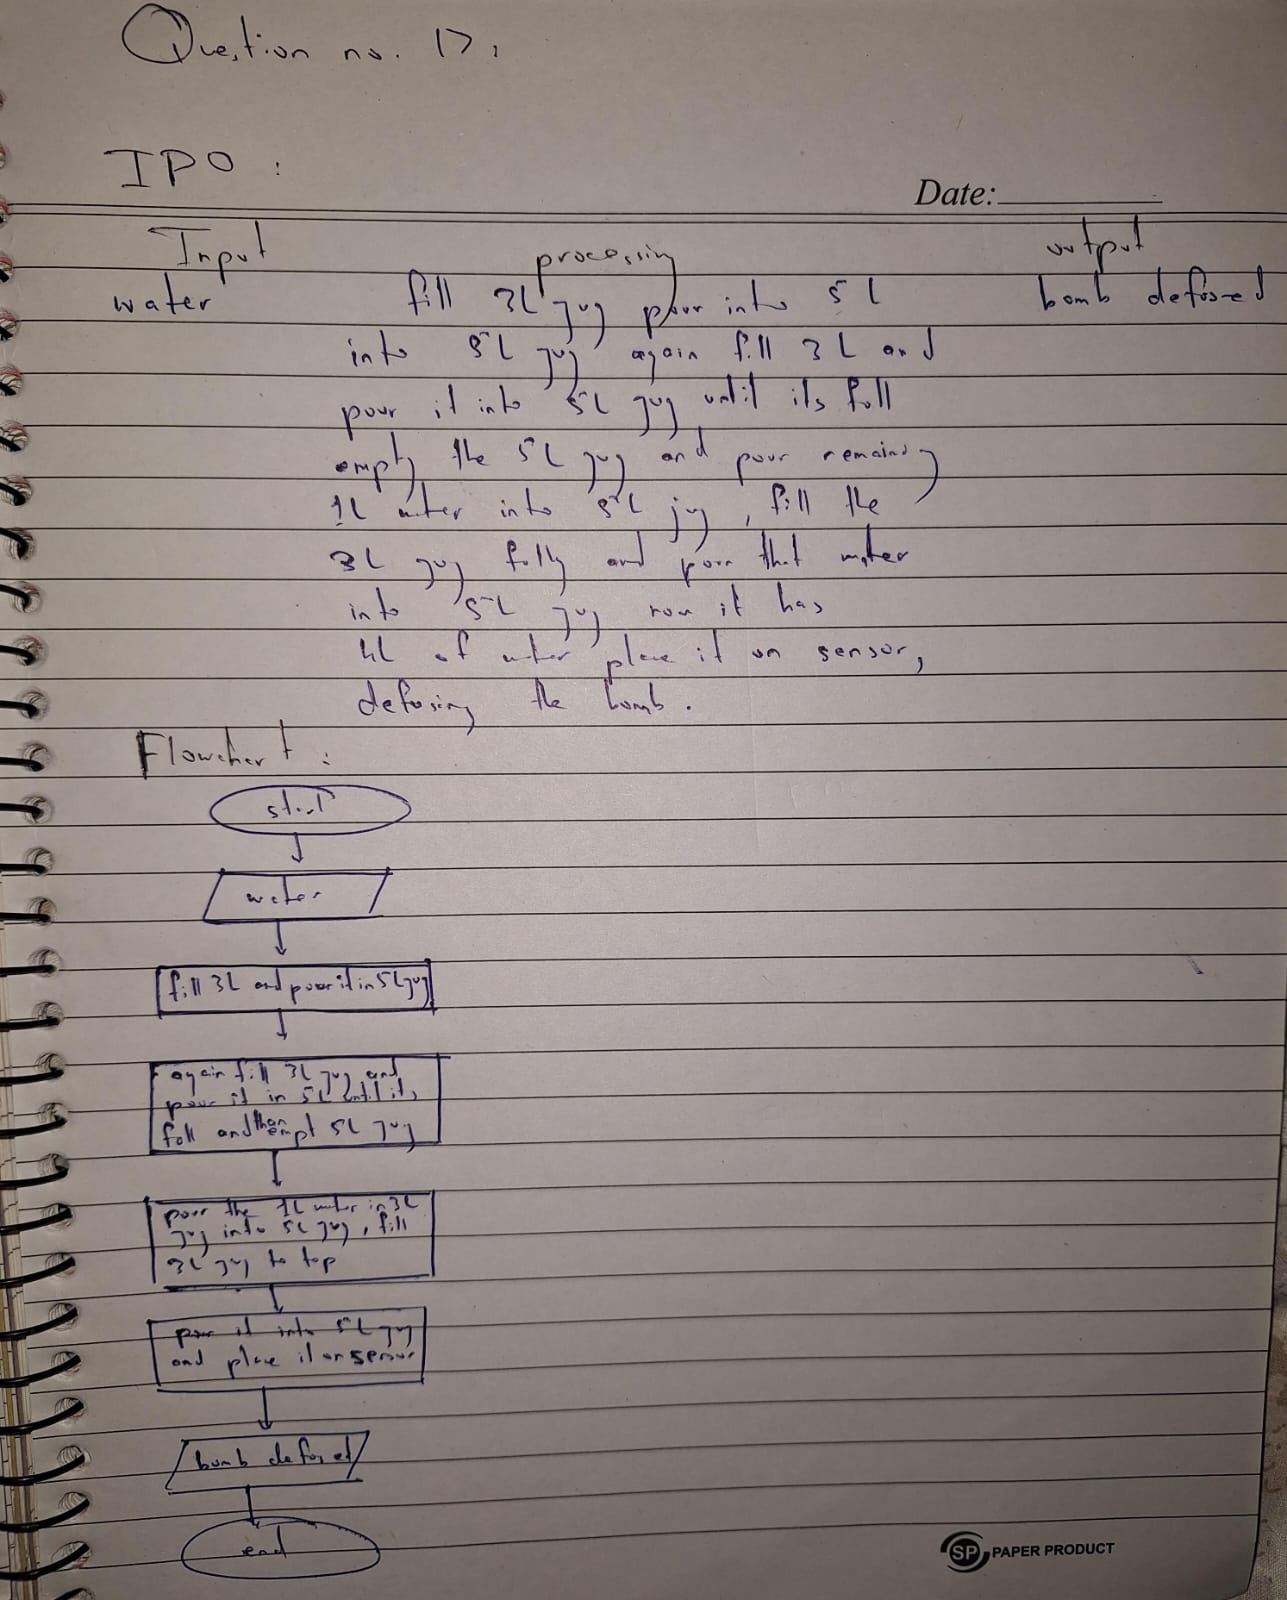 Question no. 17:
IPO :
Date:
Input processing output
water fill 3L jug pour into 5L bomb defused
into 5L jug again fill 3L and
pour it into 5L jug until its full
empty the 5L jug and pour remaining
1L water into 5L jug, fill the
3L jug fully and pour that water
into 5L jug now it has
4L of water place it on sensor,
defusing the bomb.
Flowchart :
start
water
fill 3L and pour it in 5L jug
again fill 3L jug and
pour it in 5L until its
full and then empt 5L jug
pour the 1L water in 3L
jug into 5L jug, fill
3L jug to top
pour it into 5L jug
and place it on sensor
bomb defused
end
SP PAPER PRODUCT